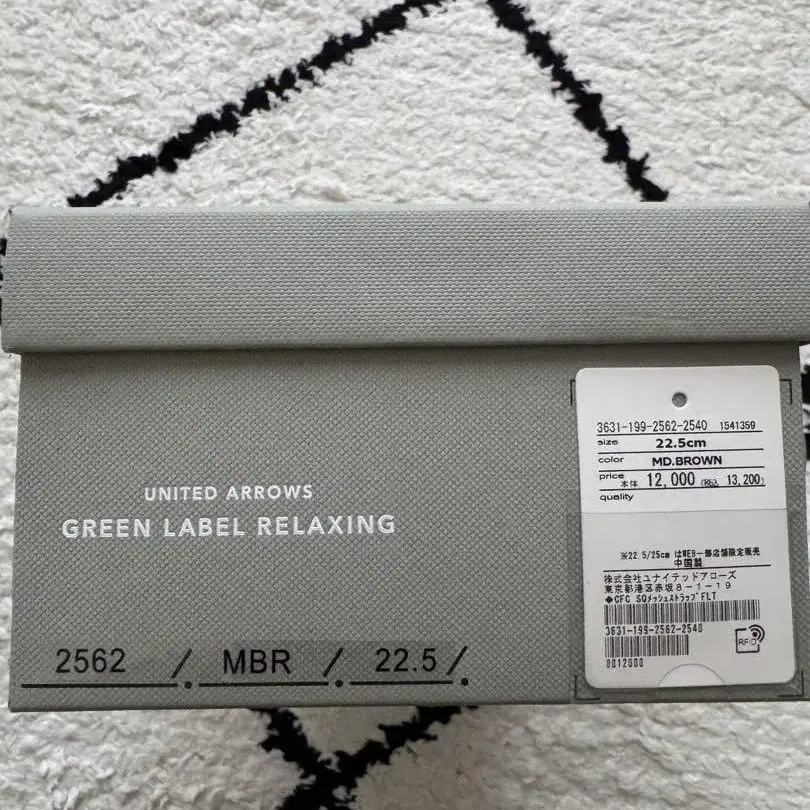 UNITED ARROWS
GREEN LABEL RELAXING
2562 /. MBR /. 22.5 /.
3631-199-2562-2540 1541359
size 22.5cm
color MD.BROWN
price 本体 12,000 (税込 13,200)
quality
※22.5/25cm はWEB一部店舗限定販売
中国製
株式会社ユナイテッドアローズ
東京都港区赤坂8-1-19
◆CFC SQメッシュストラップFLT
3631-199-2562-2540
0012000
RFID